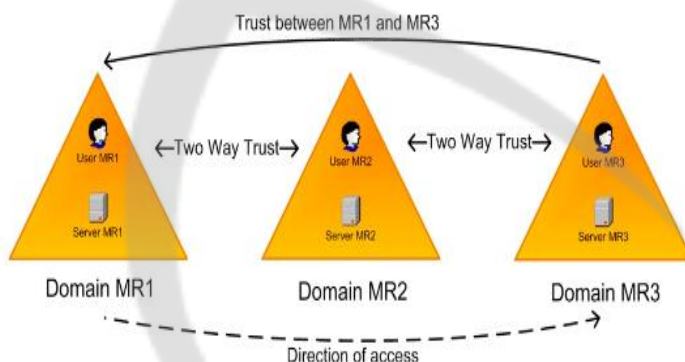 Trust between MR1 and MR3
User MR1
←Two Way Trust→
User MR2
←Two Way Trust→
User MR3
Server MR1
Server MR2
Server MR3
Domain MR1
Domain MR2
Domain MR3
Direction of access